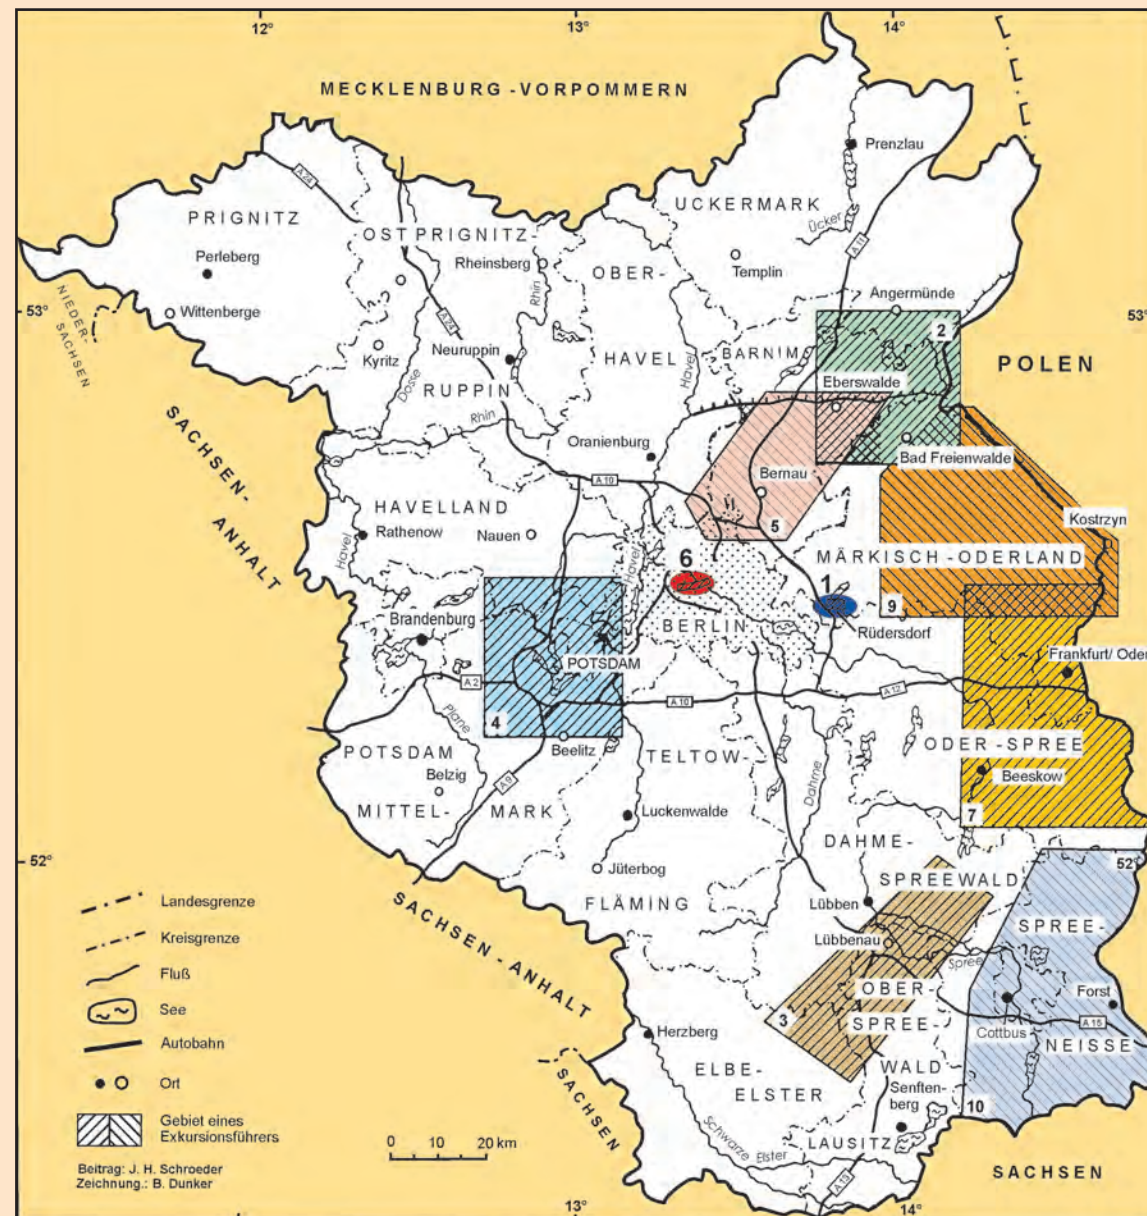 12°
13°
14°
MECKLENBURG-VORPOMMERN
Prenzlau
A 24
PRIGNITZ
UCKERMARK
Ücker
OSTPRIGNITZ-
A 11
Perleberg
Rheinsberg
OBER-
Templin
Rhin
NIEDER-
SACHSEN
Wittenberge
Angermünde
53°
53°
A 24
2
Neuruppin
HAVEL
BARNIM
POLEN
Kyritz
Dosse
Havel
RUPPIN
Eberswalde
Rhin
SACHSEN-
ANHALT
Oranienburg
Bad Freienwalde
A 10
Bernau
HAVELLAND
Kostrzyn
Rathenow
Nauen
5
Havel
Havel
MÄRKISCH-ODERLAND
6
1
9
Brandenburg
BERLIN
Rüdersdorf
POTSDAM
Frankfurt/ Oder
A 2
A 12
A 10
4
Plane
Beelitz
POTSDAM
TELTOW-
ODER-SPREE
Belzig
A 9
Dahme
Beeskow
MITTEL-
MARK
Luckenwalde
7
DAHME-
52°
Jüterbog
52°
SPREEWALD
SACHSEN-ANHALT
FLÄMING
Lübben
SPREE-
Lübbenau
Spree
OBER-
Forst
3
SPREE-
Cottbus
A 15
Herzberg
NEISSE
SACHSEN
ELBE-
ELSTER
WALD
Senften-
berg
10
Schwarze Elster
LAUSITZ
SACHSEN
A 13
13°
14°
Landesgrenze
Kreisgrenze
Fluß
See
Autobahn
Ort
Gebiet eines
Exkursionsführers
0 10 20 km
Beitrag: J. H. Schroeder
Zeichnung.: B. Dunker